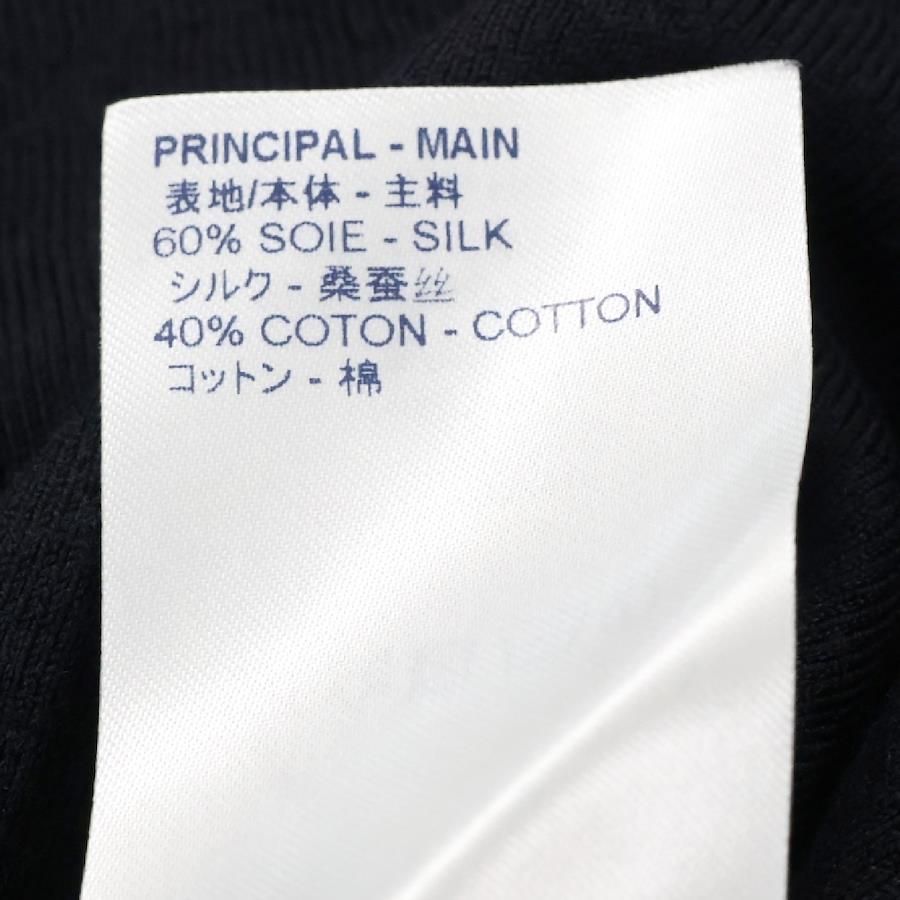 PRINCIPAL - MAIN
表地/本体 - 主料
60% SOIE - SILK
シルク - 桑蚕丝
40% COTON - COTTON
コットン - 棉